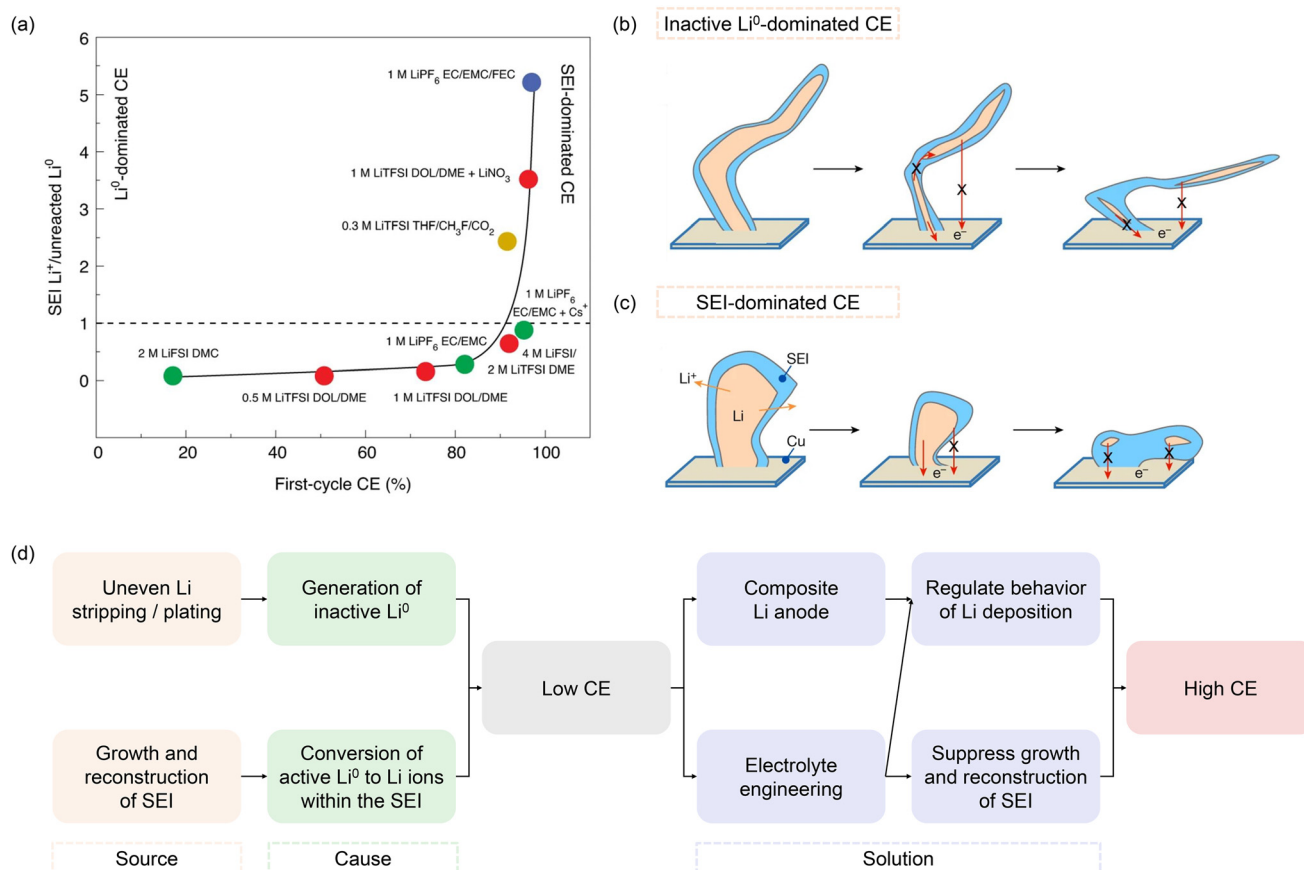 (a)
6
5
4
3
2
1
0
SEI Li⁺/unreacted Li⁰
Li⁰-dominated CE
SEI-dominated CE
1 M LiPF₆ EC/EMC/FEC
1 M LiTFSI DOL/DME + LiNO₃
0.3 M LiTFSI THF/CH₃F/CO₂
1 M LiPF₆
EC/EMC + Cs⁺
1 M LiPF₆ EC/EMC
4 M LiFSI/
2 M LiTFSI DME
2 M LiFSI DMC
0.5 M LiTFSI DOL/DME
1 M LiTFSI DOL/DME
0 20 40 60 80 100
First-cycle CE (%)
(b)
Inactive Li⁰-dominated CE
X
X
e⁻
X
X
e⁻
(c)
SEI-dominated CE
SEI
Li⁺
Li
Cu
X
e⁻
X
X
e⁻
(d)
Uneven Li
stripping / plating
Generation of
inactive Li⁰
Growth and
reconstruction
of SEI
Conversion of
active Li⁰ to Li ions
within the SEI
Low CE
Composite
Li anode
Regulate behavior
of Li deposition
Electrolyte
engineering
Suppress growth
and reconstruction
of SEI
High CE
Source
Cause
Solution